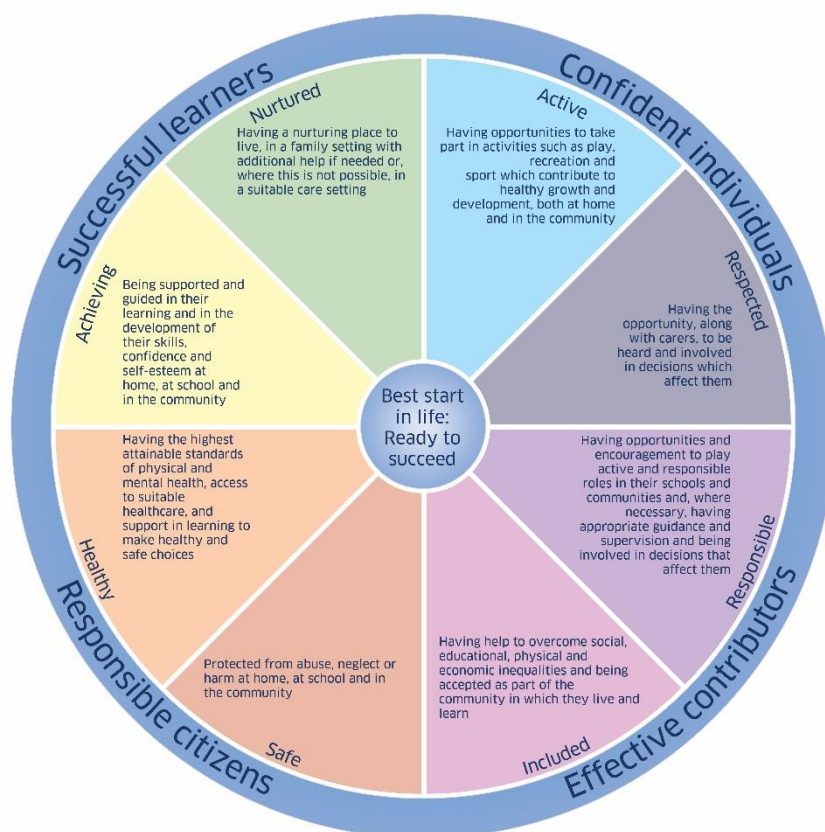 Successful learners
Confident individuals
Nurtured
Having a nurturing place to
live, in a family setting with
additional help if needed or,
where this is not possible, in
a suitable care setting
Active
Having opportunities to take
part in activities such as play,
recreation and
sport which contribute to
healthy growth and
development, both at home
and in the community
Achieving
Being supported and
guided in their
learning and in the
development of
their skills,
confidence and
self-esteem at
home, at school and
in the community
Respected
Having the
opportunity, along
with carers, to be
heard and involved
in decisions which
affect them
Best start
in life:
Ready to
succeed
Healthy
Having the highest
attainable standards
of physical and
mental health, access
to suitable
healthcare, and
support in learning to
make healthy and
safe choices
Responsible
Having opportunities and
encouragement to play
active and responsible
roles in their schools and
communities and, where
necessary, having
appropriate guidance and
supervision and being
involved in decisions that
affect them
Protected from abuse, neglect or
harm at home, at school and in
the community
Safe
Having help to overcome social,
educational, physical and
economic inequalities and being
accepted as part of the
community in which they live and
learn
Included
Responsible citizens
Effective contributors